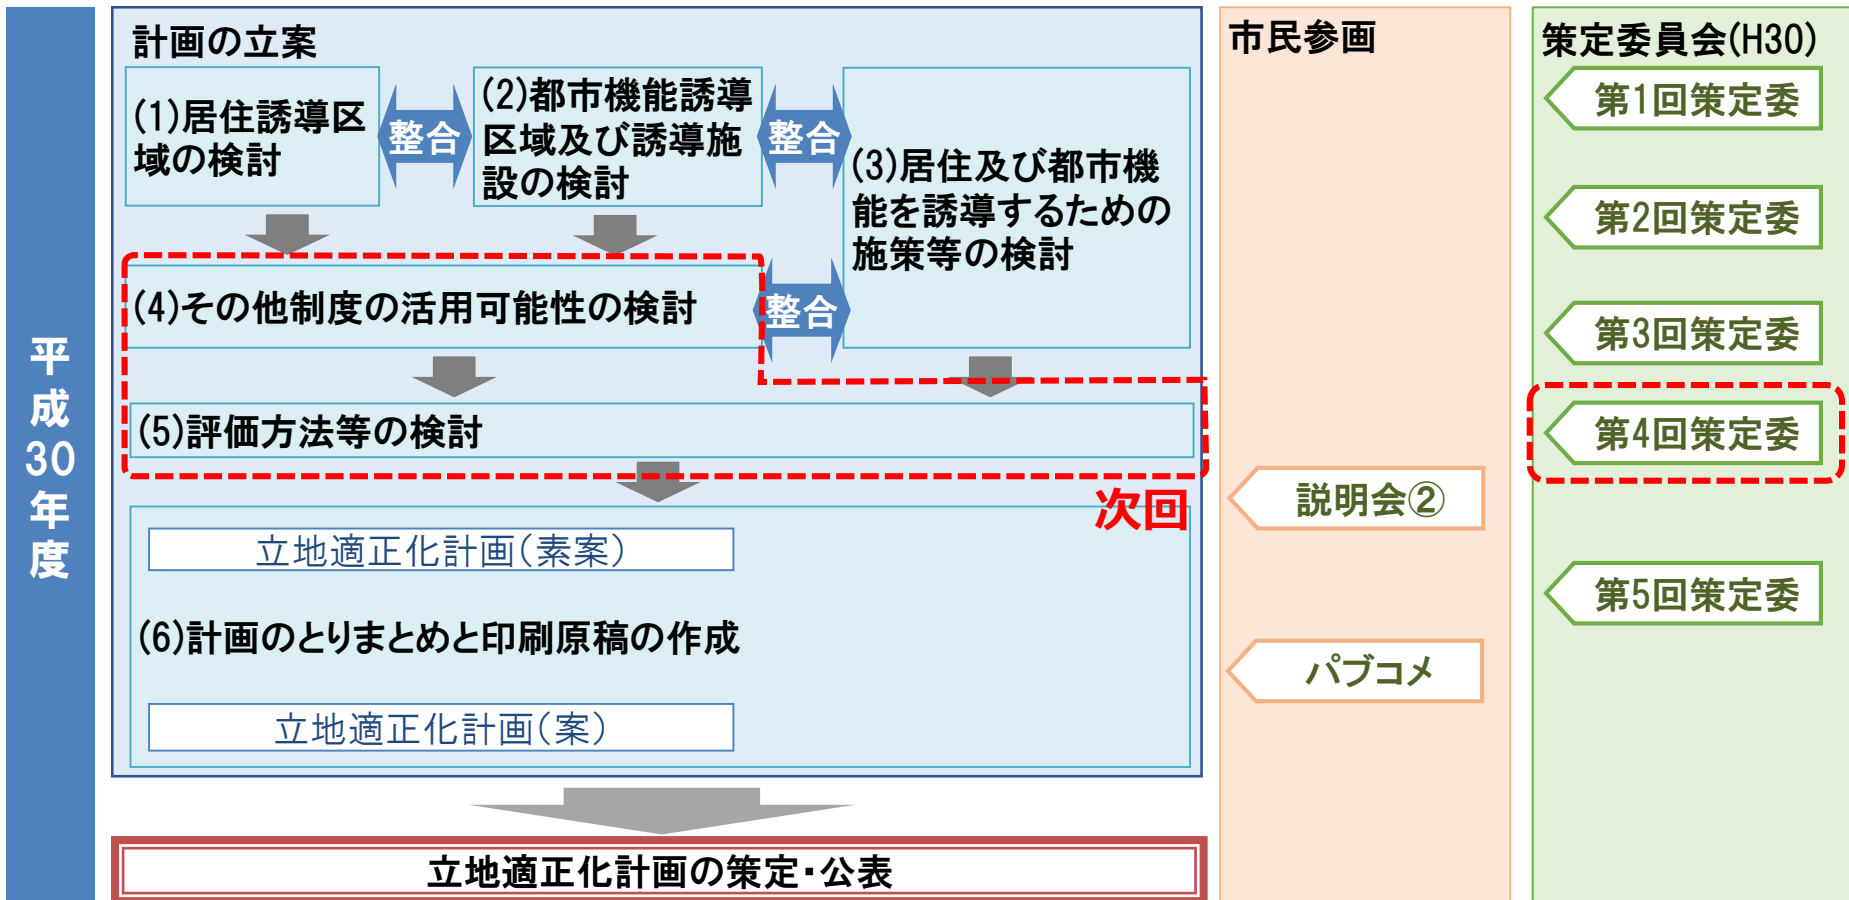 平成30年度
計画の立案
(1)居住誘導区
域の検討
整合
(2)都市機能誘導
区域及び誘導施
設の検討
整合
(3)居住及び都市機
能を誘導するための
施策等の検討
(4)その他制度の活用可能性の検討
整合
(5)評価方法等の検討
次回
立地適正化計画(素案)
(6)計画のとりまとめと印刷原稿の作成
立地適正化計画(案)
立地適正化計画の策定・公表
市民参画
説明会②
パブコメ
策定委員会(H30)
第1回策定委
第2回策定委
第3回策定委
第4回策定委
第5回策定委